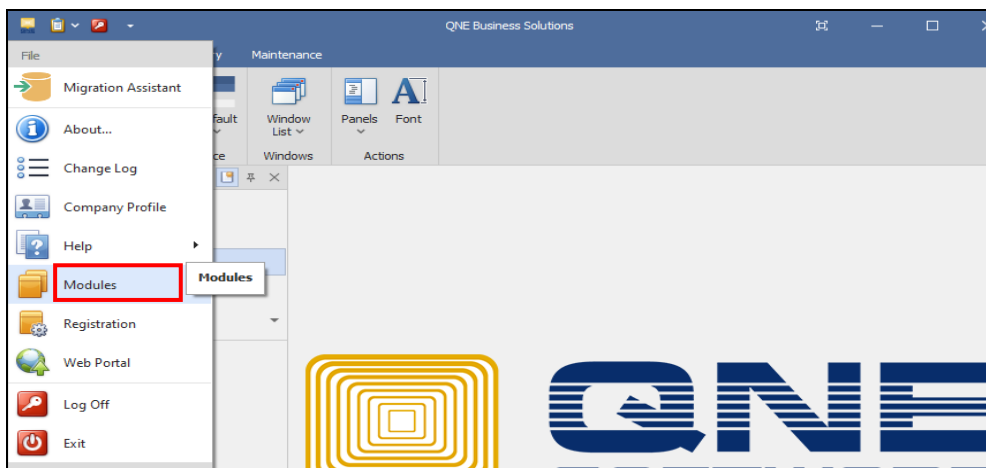 QNE Business Solutions
File
y
Maintenance
Migration Assistant
About...
Change Log
Company Profile
Help
Modules
Modules
Registration
Web Portal
Log Off
Exit
fault
Window
List
Panels
Font
ce
Windows
Actions
QNE